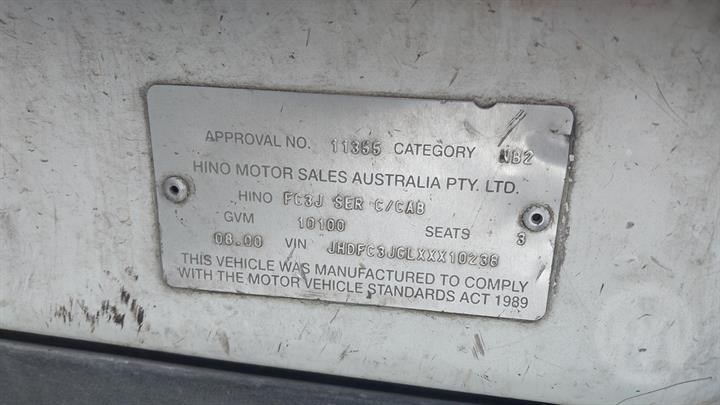 APPROVAL NO. 11355 CATEGORY NB2
HINO MOTOR SALES AUSTRALIA PTY. LTD.
HINO FC3J SER C/CAB
GVM 10100 SEATS 3
08.00 VIN JHDFC3JGLXXX10238
THIS VEHICLE WAS MANUFACTURED TO COMPLY
WITH THE MOTOR VEHICLE STANDARDS ACT 1989